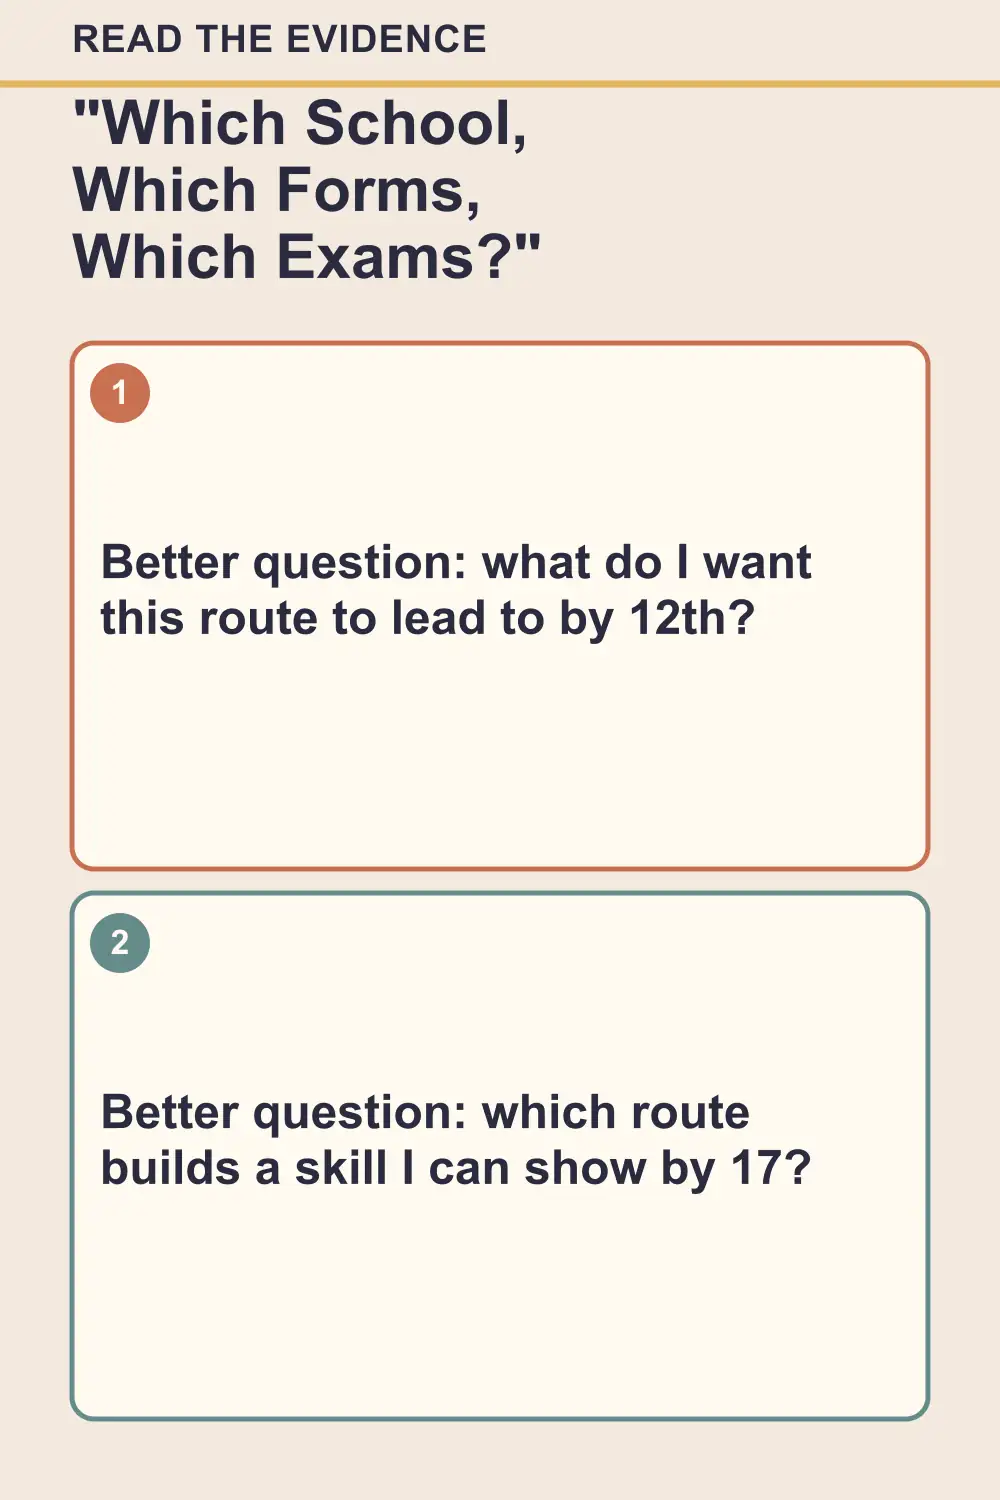 READ THE EVIDENCE
"Which School,
Which Forms,
Which Exams?"
1
Better question: what do I want
this route to lead to by 12th?
2
Better question: which route
builds a skill I can show by 17?